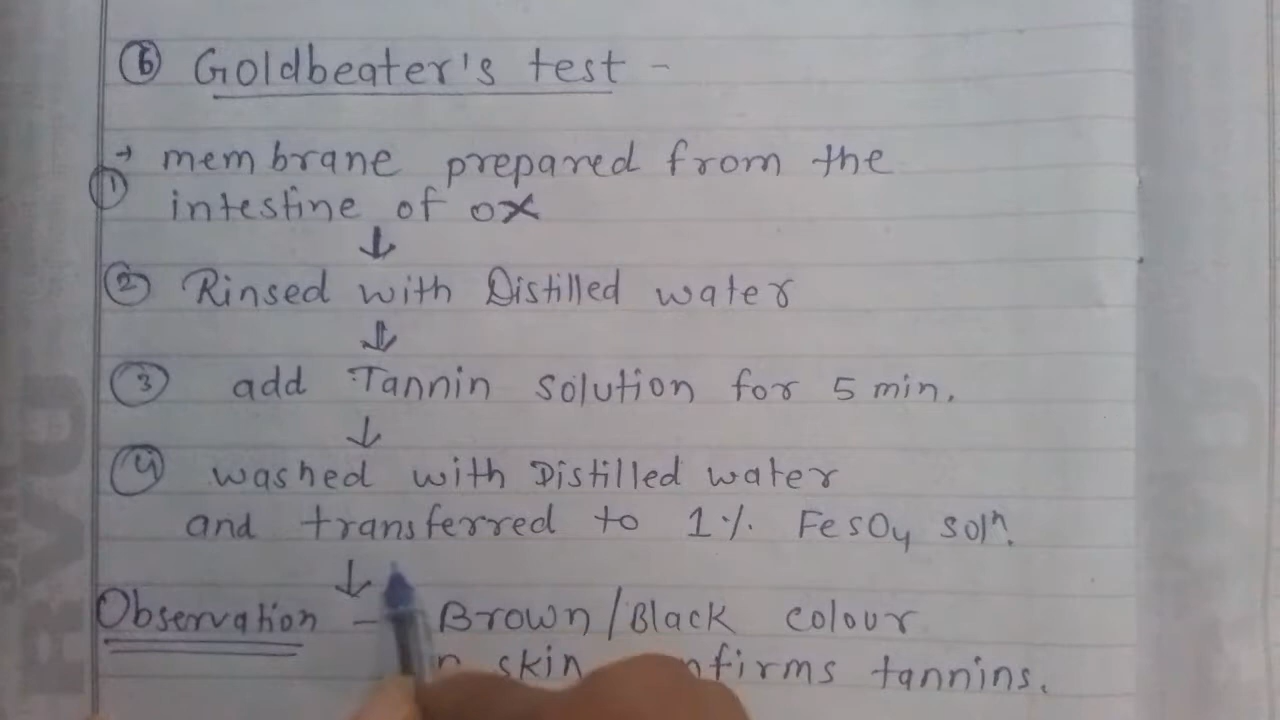 ⑥ Goldbeater's test -
→ membrane prepared from the
① intestine of ox
↓
② Rinsed with Distilled water
↓
③ add Tannin solution for 5 min.
↓
④ washed with Distilled water
and transferred to 1% FeSO4 solⁿ.
↓
Observation - Brown/Black colour
skin tannins.